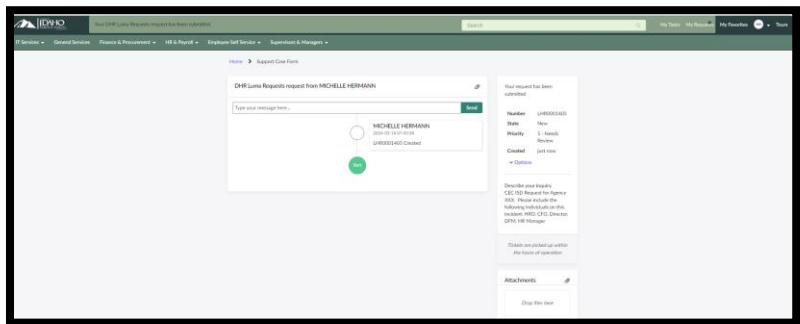 IDAHO
Your DHR Luma Requests request has been submitted
Search
My Tasks My Requests My Favorites Tours
IT Services General Services Finance & Procurement HR & Payroll Employee Self Service Supervisors & Managers
Home > Support Case Form
DHR Luma Requests request from MICHELLE HERMANN
Type your message here...
Send
MICHELLE HERMANN
LHR0001405 Created
Start
Your request has been
submitted
Number LHR0001405
State New
Priority 5 - Needs
Review
Created just now
Options
Describe your inquiry
CEC ISD Request for Agency
XXX. Please include the
following individuals on this
incident: HRO, CFO, Director,
DFM, HR Manager
Tickets are picked up within
the hours of operation
Attachments
Drop files here